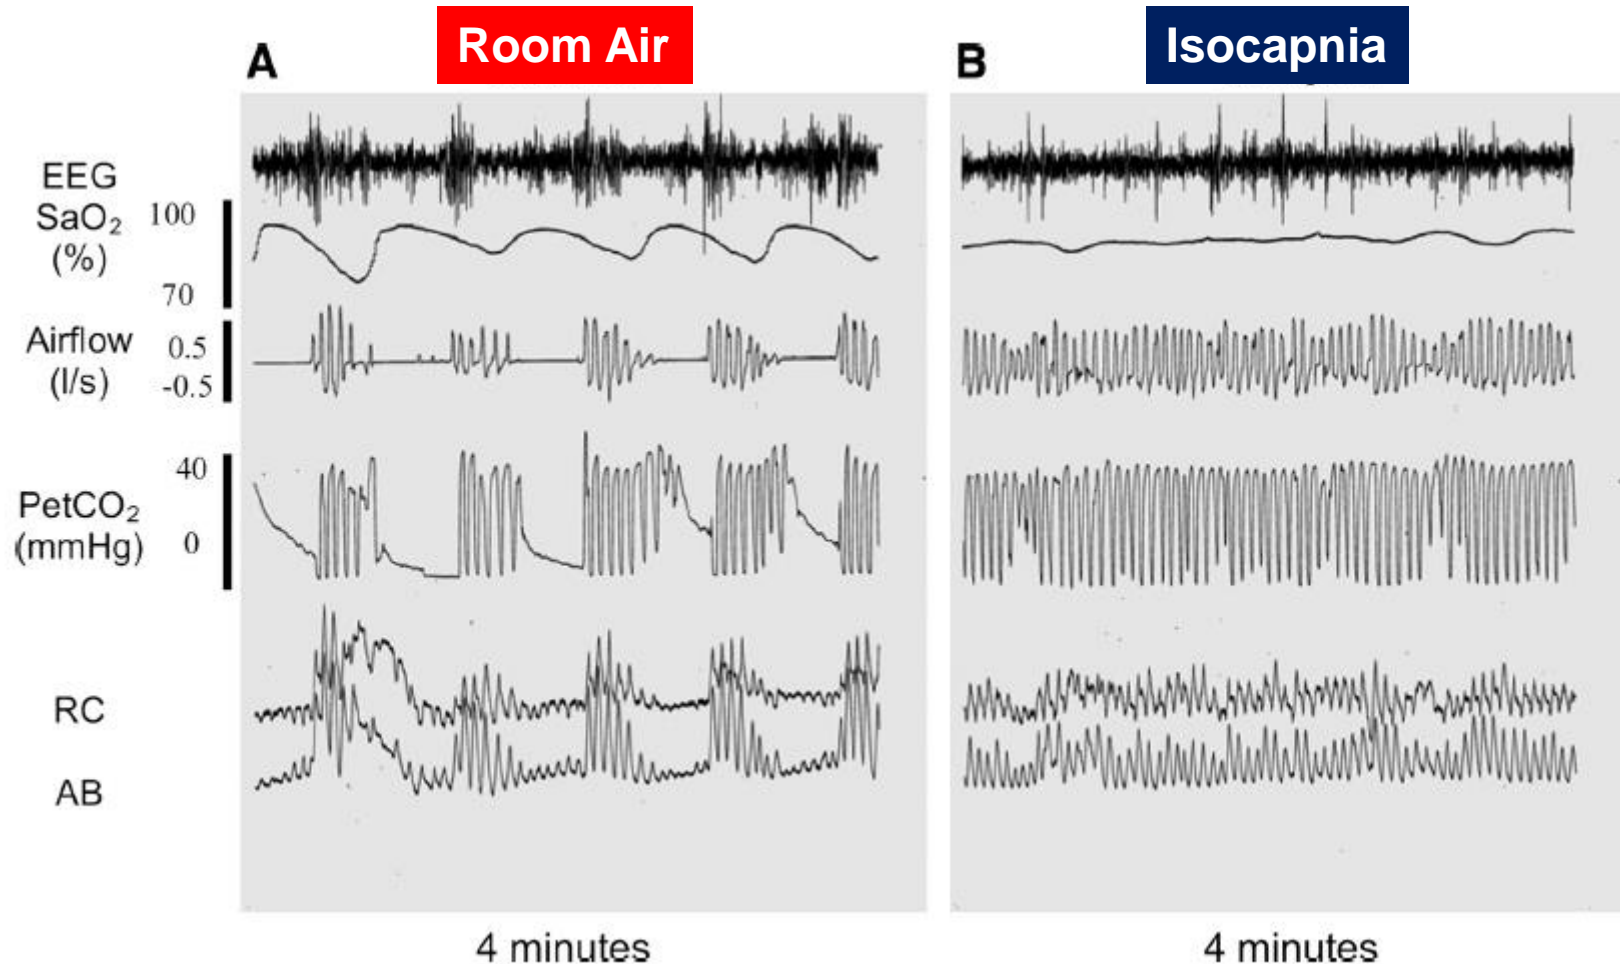 A
Room Air
B
Isocapnia
EEG
SaO₂
(%)
100
70
Airflow
(l/s)
0.5
-0.5
PetCO₂
(mmHg)
40
0
RC
AB
4 minutes
4 minutes